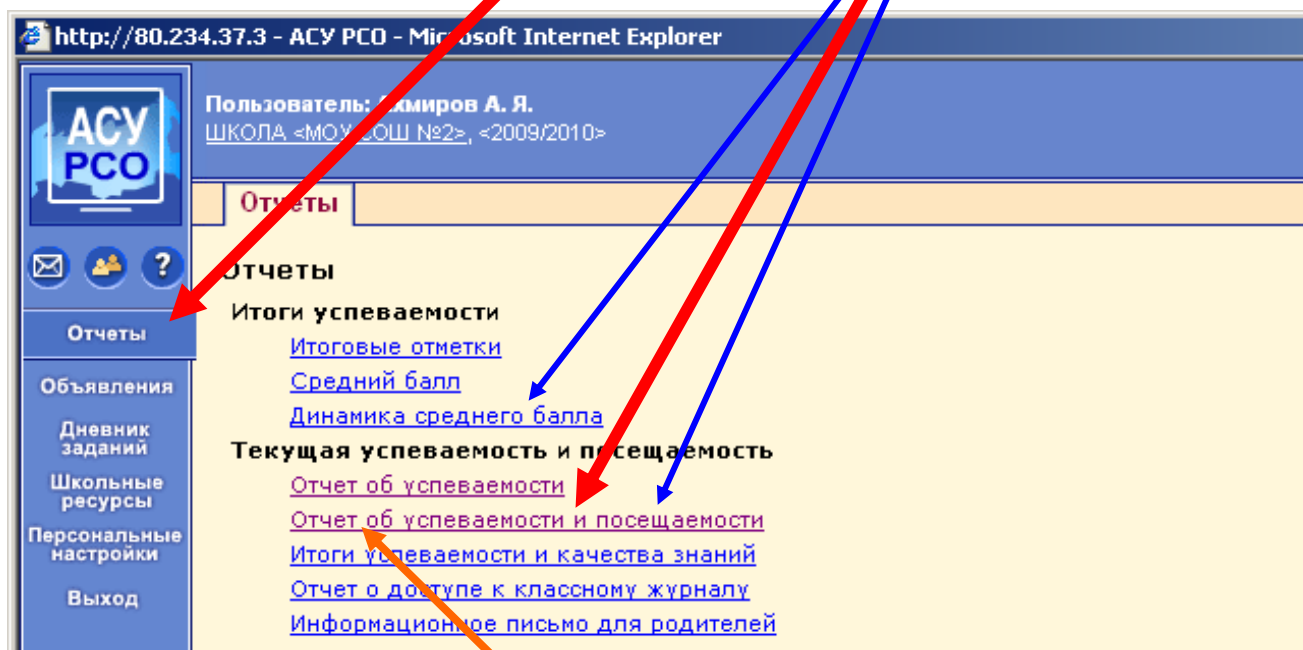 http://80.234.37.3 - АСУ РСО - Microsoft Internet Explorer
АСУ
РСО
Пользователь: Ахмиров А. Я.
ШКОЛА <МОУ СОШ №2>, <2009/2010>
Отчеты
?
Отчеты
Итоги успеваемости
Отчеты
Итоговые отметки
Объявления
Средний балл
Динамика среднего балла
Дневник
заданий
Текущая успеваемость и посещаемость
Школьные
ресурсы
Отчет об успеваемости
Отчет об успеваемости и посещаемости
Персональные
настройки
Итоги успеваемости и качества знаний
Выход
Отчет о доступе к классному журналу
Информационное письмо для родителей